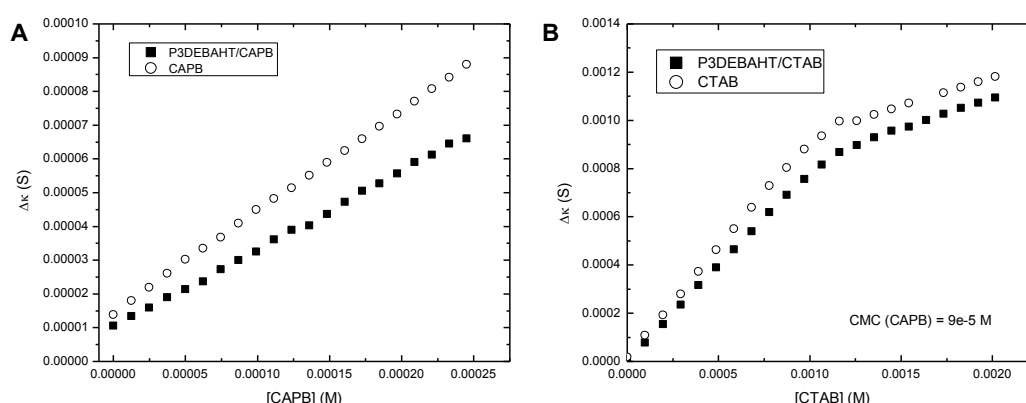 A
P3DEBAHT/CAPB
CAPB
Δκ (S)
0.00010
0.00009
0.00008
0.00007
0.00006
0.00005
0.00004
0.00003
0.00002
0.00001
0.00000
0.00000 0.00005 0.00010 0.00015 0.00020 0.00025
[CAPB] (M)
B
P3DEBAHT/CTAB
CTAB
Δκ (S)
0.0014
0.0012
0.0010
0.0008
0.0006
0.0004
0.0002
0.0000
CMC (CAPB) = 9e-5 M
0.0000 0.0005 0.0010 0.0015 0.0020
[CTAB] (M)